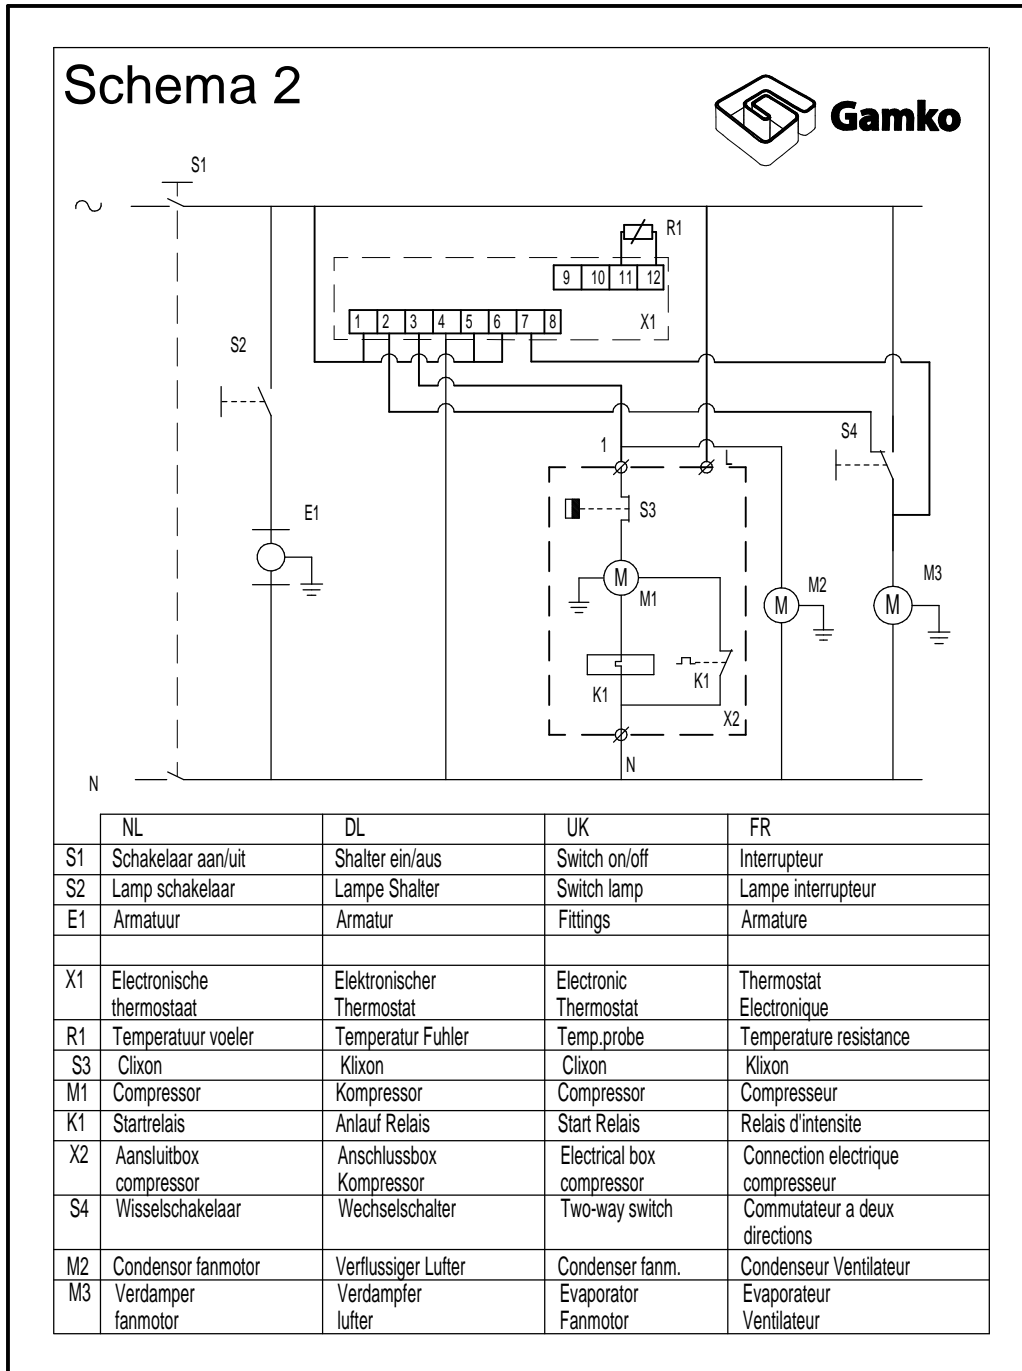 Schema 2
Gamko
S1
R1
9 10 11 12
1 2 3 4 5 6 7 8
X1
S2
S4
1
L
S3
E1
M
M1
M
M2
M
M3
K1
K1
X2
N
N
NL DL UK FR
S1 Schakelaar aan/uit Shalter ein/aus Switch on/off Interrupteur
S2 Lamp schakelaar Lampe Shalter Switch lamp Lampe interrupteur
E1 Armatuur Armatur Fittings Armature
X1 Electronische Elektronischer Electronic Thermostat
thermostaat Thermostat Thermostat Electronique
R1 Temperatuur voeler Temperatur Fuhler Temp.probe Temperature resistance
S3 Clixon Klixon Clixon Klixon
M1 Compressor Kompressor Compressor Compresseur
K1 Startrelais Anlauf Relais Start Relais Relais d'intensite
X2 Aansluitbox Anschlussbox Electrical box Connection electrique
compressor Kompressor compressor compresseur
S4 Wisselschakelaar Wechselschalter Two-way switch Commutateur a deux
directions
M2 Condensor fanmotor Verflussiger Lufter Condenser fanm. Condenseur Ventilateur
M3 Verdamper Verdampfer Evaporator Evaporateur
fanmotor lufter Fanmotor Ventilateur